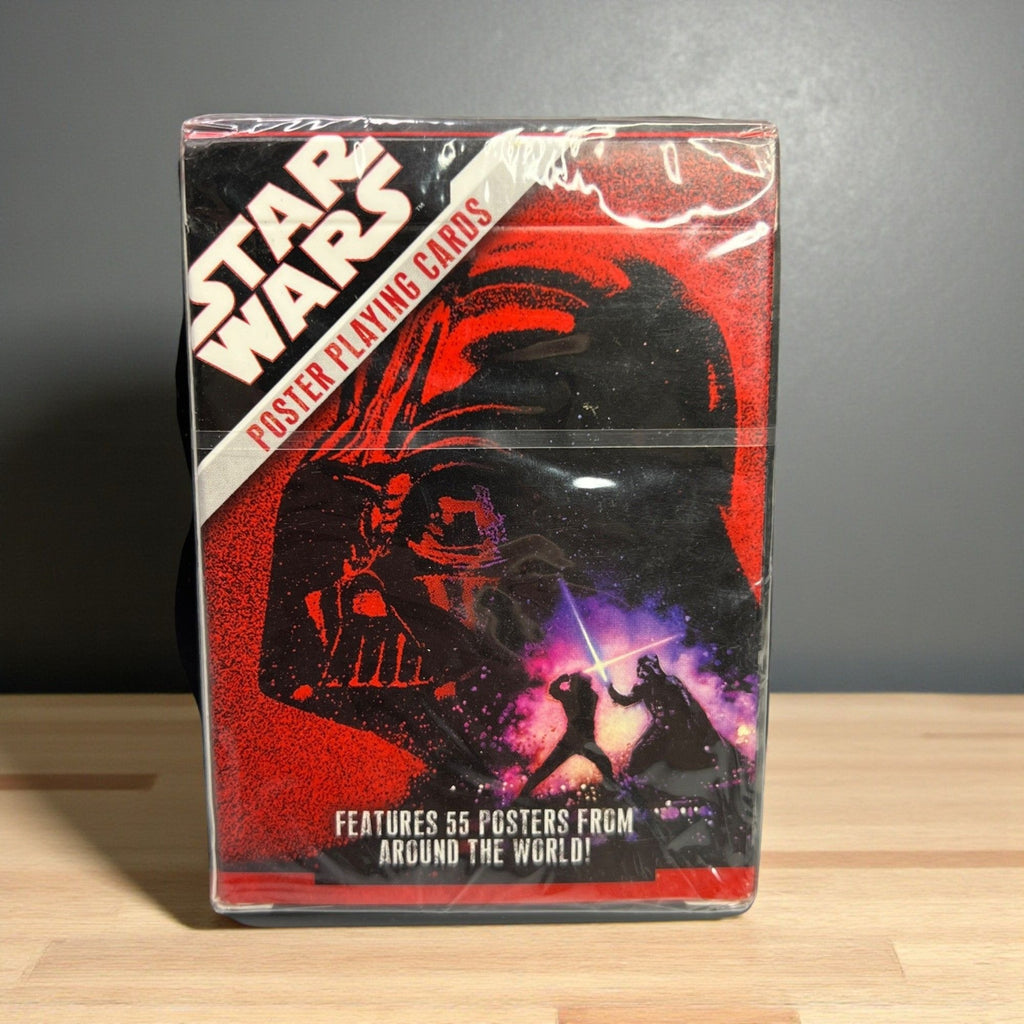 STAR
WARS
POSTER PLAYING CARDS
FEATURES 55 POSTERS FROM
AROUND THE WORLD!